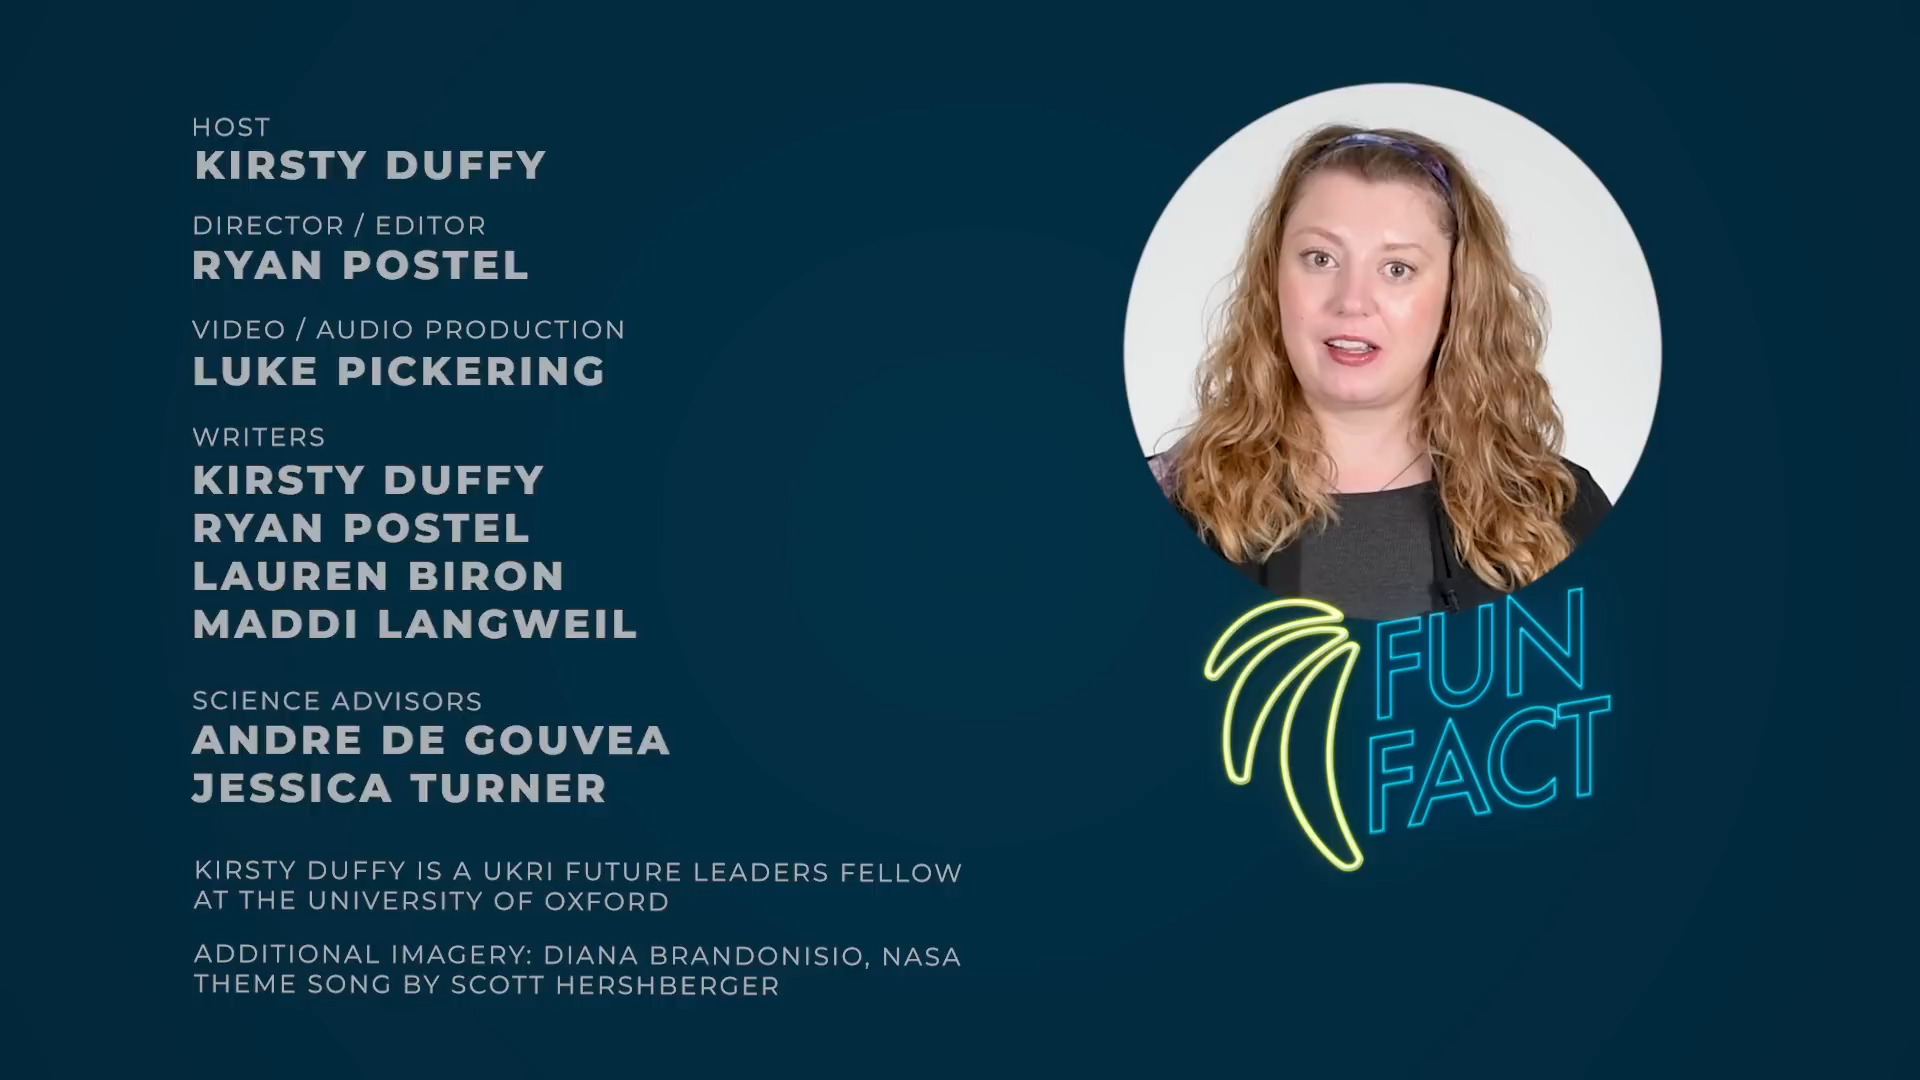 HOST
KIRSTY DUFFY
DIRECTOR / EDITOR
RYAN POSTEL
VIDEO / AUDIO PRODUCTION
LUKE PICKERING
WRITERS
KIRSTY DUFFY
RYAN POSTEL
LAUREN BIRON
MADDI LANGWEIL
SCIENCE ADVISORS
ANDRE DE GOUVEA
JESSICA TURNER
KIRSTY DUFFY IS A UKRI FUTURE LEADERS FELLOW
AT THE UNIVERSITY OF OXFORD
ADDITIONAL IMAGERY: DIANA BRANDONISIO, NASA
THEME SONG BY SCOTT HERSHBERGER
FUN
FACT